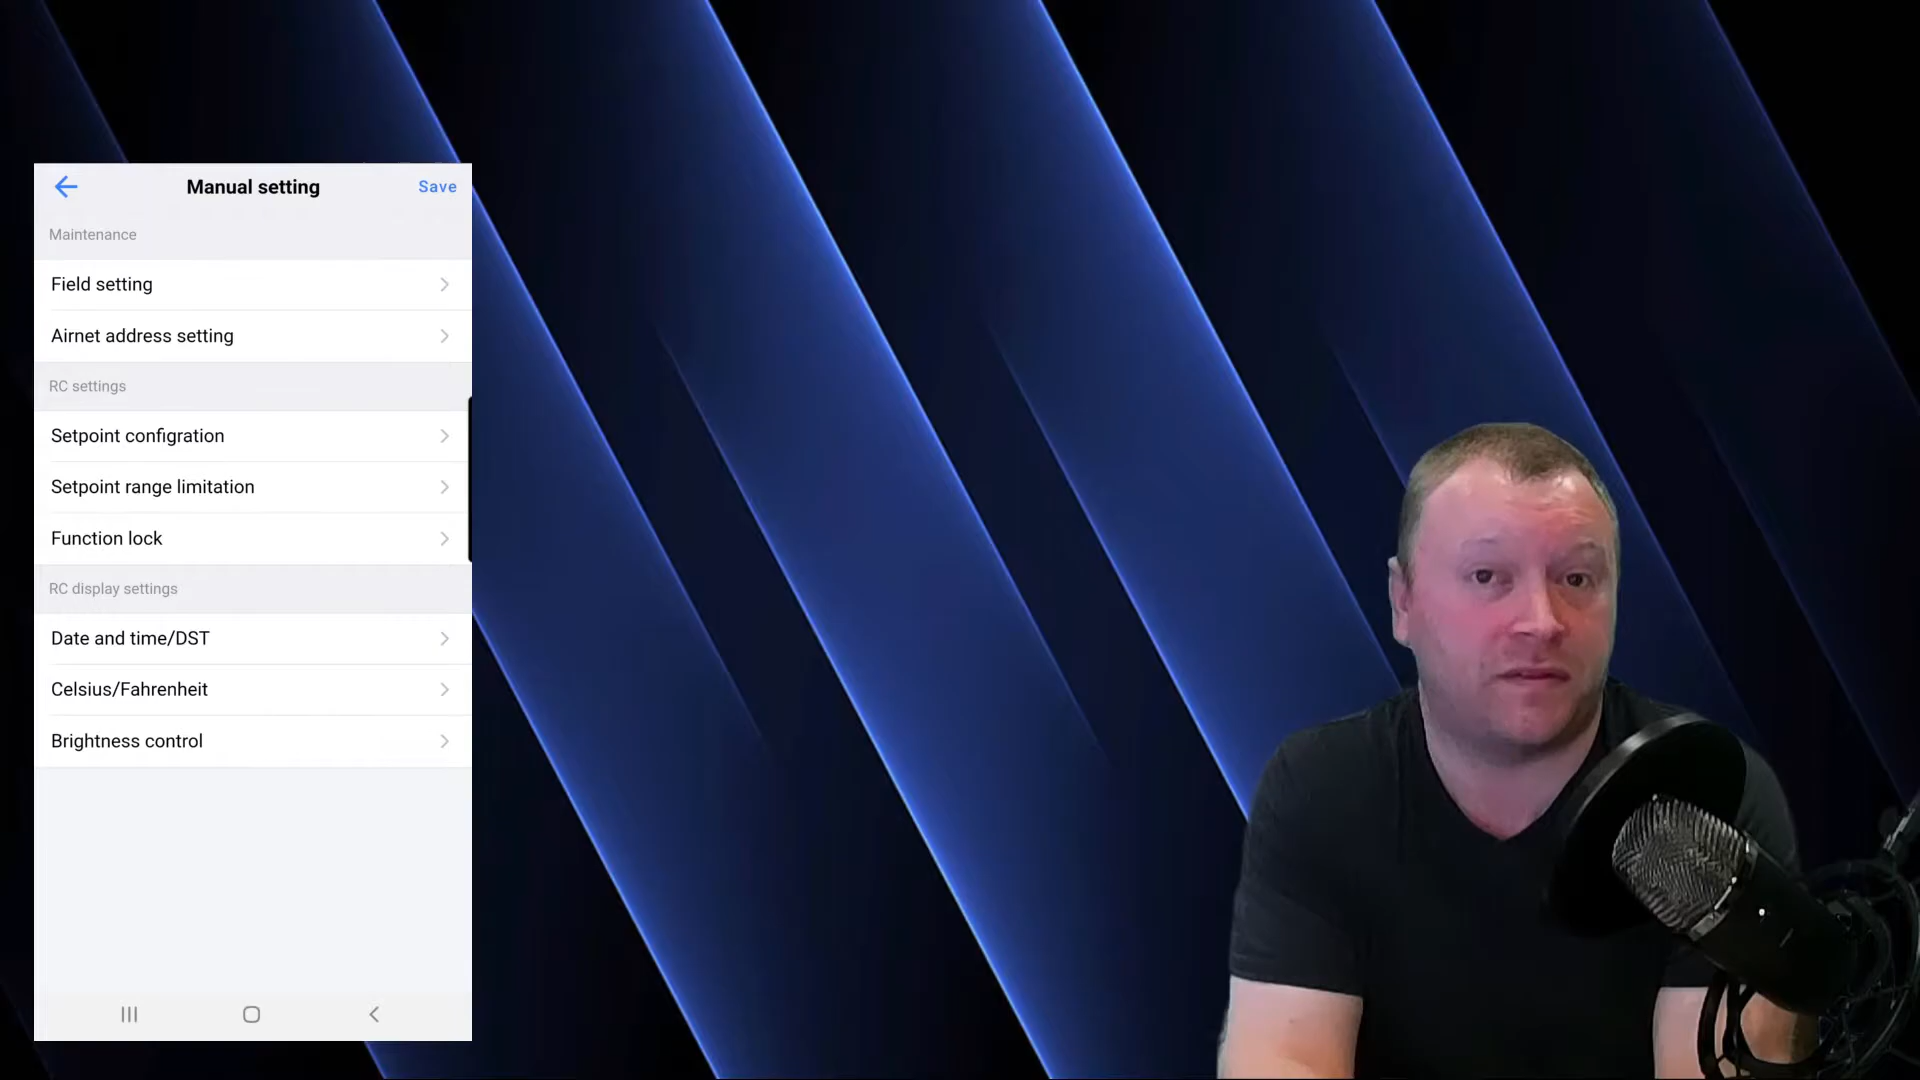 Manual setting
Save
Maintenance
Field setting
Airnet address setting
RC settings
Setpoint configration
Setpoint range limitation
Function lock
RC display settings
Date and time/DST
Celsius/Fahrenheit
Brightness control